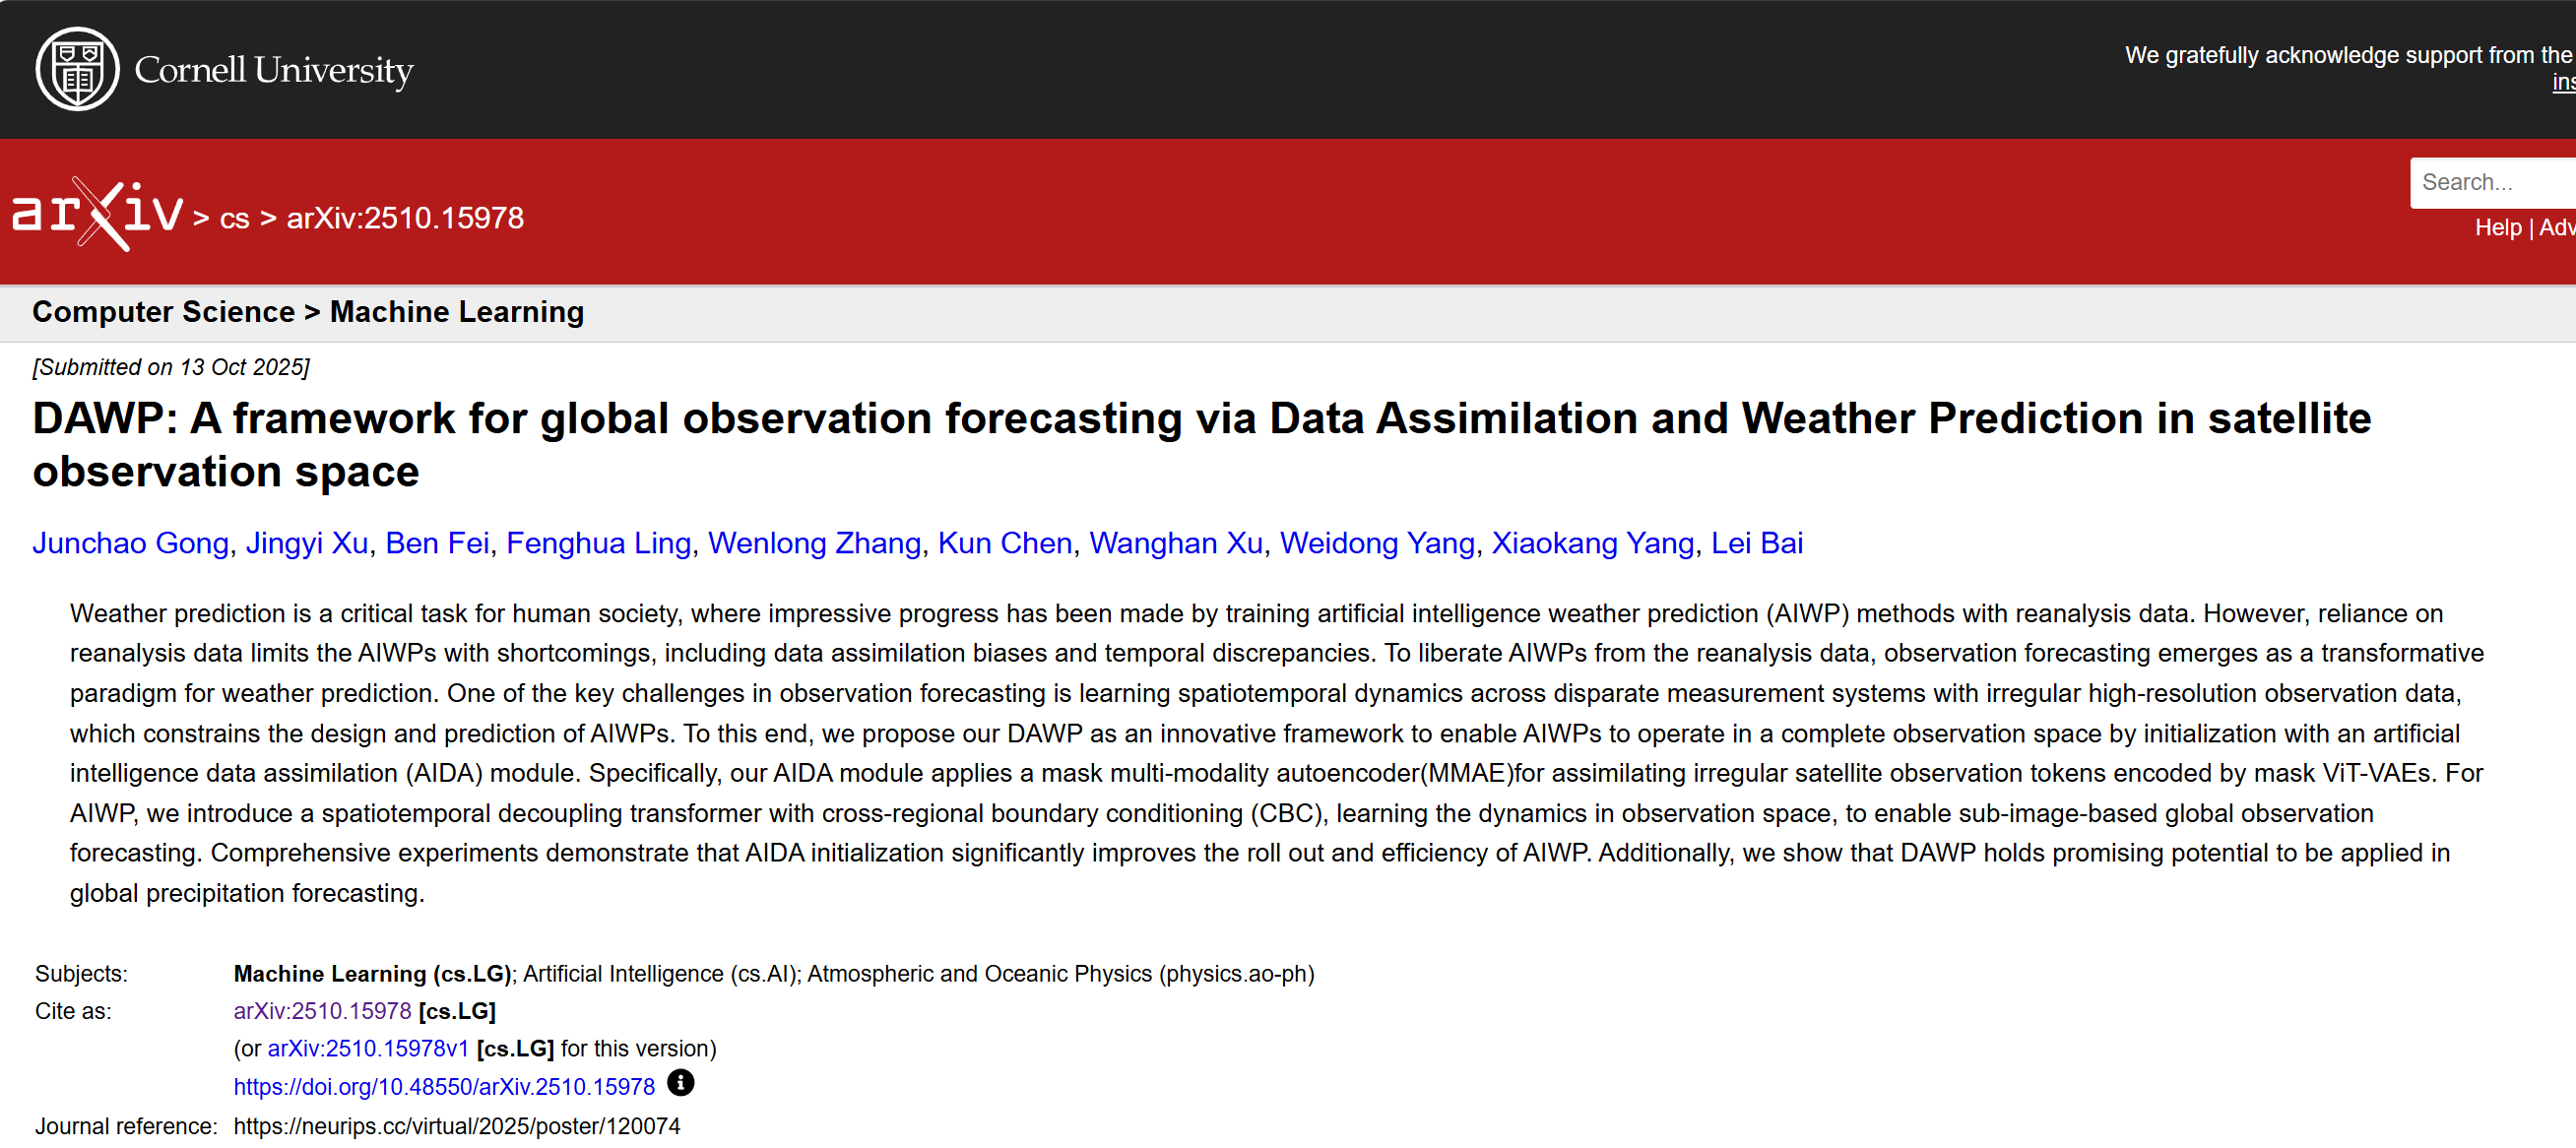 Cornell University
We gratefully acknowledge support from the
ins
arXiv > cs > arXiv:2510.15978
Search...
Help | Adv
Computer Science > Machine Learning
[Submitted on 13 Oct 2025]
DAWP: A framework for global observation forecasting via Data Assimilation and Weather Prediction in satellite
observation space
Junchao Gong, Jingyi Xu, Ben Fei, Fenghua Ling, Wenlong Zhang, Kun Chen, Wanghan Xu, Weidong Yang, Xiaokang Yang, Lei Bai
Weather prediction is a critical task for human society, where impressive progress has been made by training artificial intelligence weather prediction (AIWP) methods with reanalysis data. However, reliance on
reanalysis data limits the AIWPs with shortcomings, including data assimilation biases and temporal discrepancies. To liberate AIWPs from the reanalysis data, observation forecasting emerges as a transformative
paradigm for weather prediction. One of the key challenges in observation forecasting is learning spatiotemporal dynamics across disparate measurement systems with irregular high-resolution observation data,
which constrains the design and prediction of AIWPs. To this end, we propose our DAWP as an innovative framework to enable AIWPs to operate in a complete observation space by initialization with an artificial
intelligence data assimilation (AIDA) module. Specifically, our AIDA module applies a mask multi-modality autoencoder(MMAE)for assimilating irregular satellite observation tokens encoded by mask ViT-VAEs. For
AIWP, we introduce a spatiotemporal decoupling transformer with cross-regional boundary conditioning (CBC), learning the dynamics in observation space, to enable sub-image-based global observation
forecasting. Comprehensive experiments demonstrate that AIDA initialization significantly improves the roll out and efficiency of AIWP. Additionally, we show that DAWP holds promising potential to be applied in
global precipitation forecasting.
Subjects: Machine Learning (cs.LG); Artificial Intelligence (cs.AI); Atmospheric and Oceanic Physics (physics.ao-ph)
Cite as: arXiv:2510.15978 [cs.LG]
(or arXiv:2510.15978v1 [cs.LG] for this version)
https://doi.org/10.48550/arXiv.2510.15978
Journal reference: https://neurips.cc/virtual/2025/poster/120074